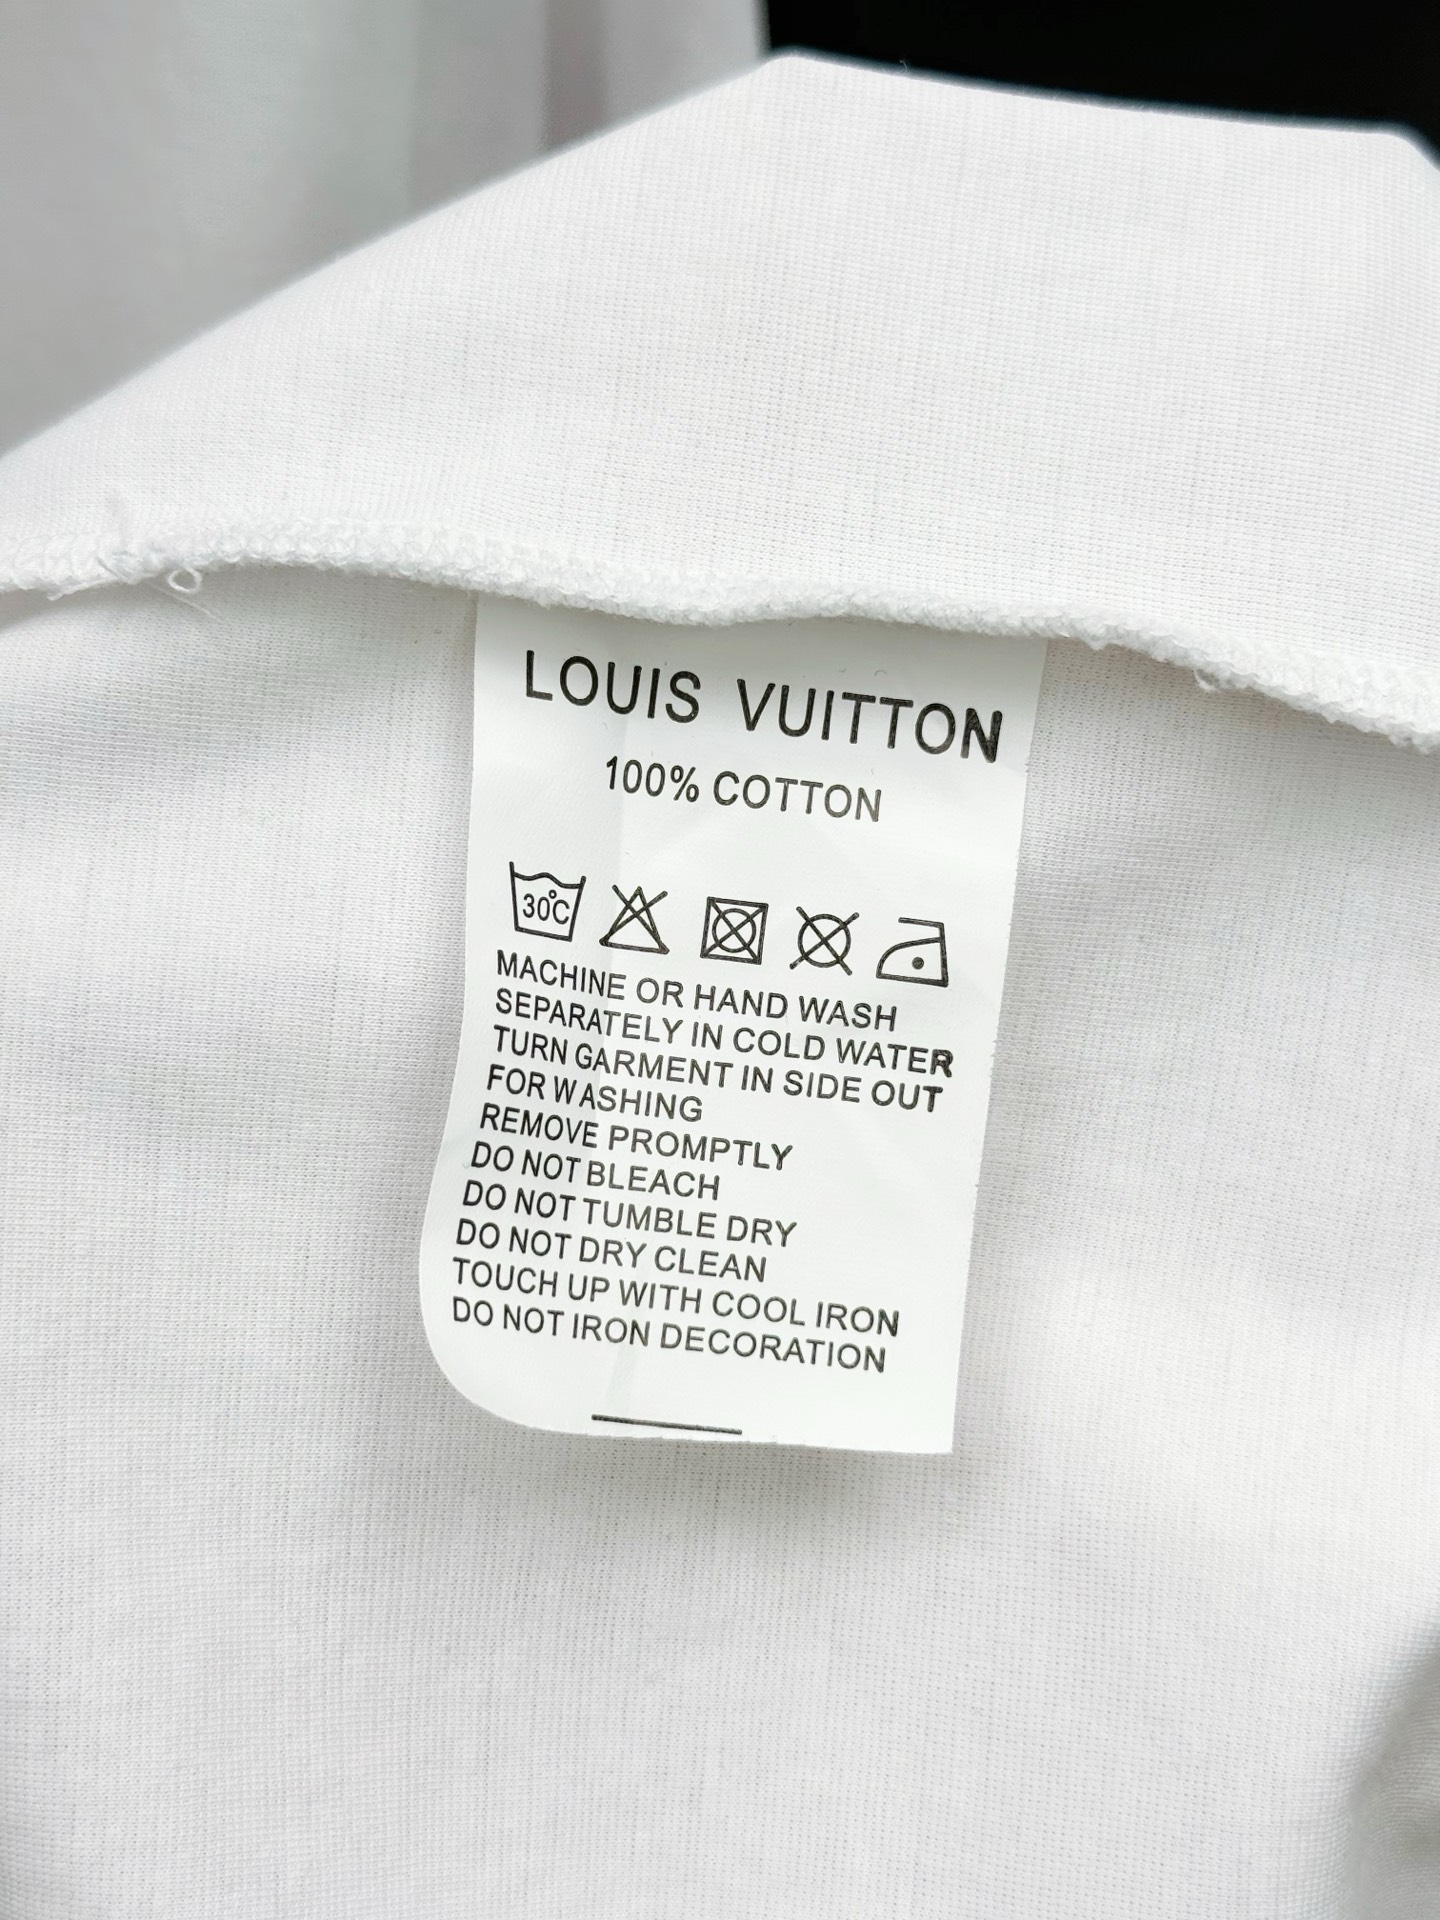 LOUIS VUITTON
100% COTTON
30°C
MACHINE OR HAND WASH
SEPARATELY IN COLD WATER
TURN GARMENT IN SIDE OUT
FOR WASHING
REMOVE PROMPTLY
DO NOT BLEACH
DO NOT TUMBLE DRY
DO NOT DRY CLEAN
TOUCH UP WITH COOL IRON
DO NOT IRON DECORATION